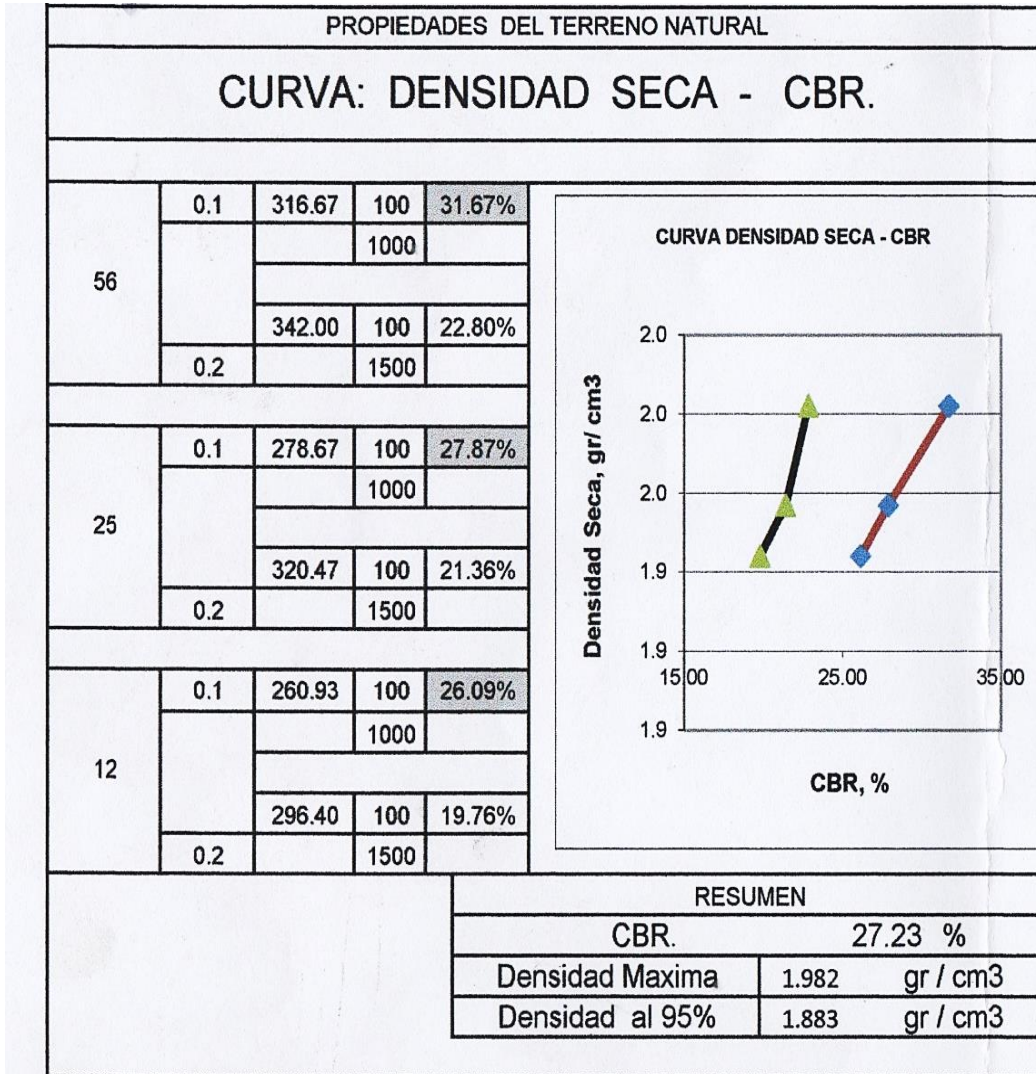 PROPIEDADES DEL TERRENO NATURAL
CURVA: DENSIDAD SECA - CBR.
56
0.1 316.67 100 31.67%
1000
342.00 100 22.80%
0.2 1500
25
0.1 278.67 100 27.87%
1000
320.47 100 21.36%
0.2 1500
12
0.1 260.93 100 26.09%
1000
296.40 100 19.76%
0.2 1500
CURVA DENSIDAD SECA - CBR
Densidad Seca, gr/ cm3
2.0
2.0
2.0
1.9
1.9
1.9
15.00 25.00 35.00
CBR, %
RESUMEN
CBR. 27.23 %
Densidad Maxima 1.982 gr / cm3
Densidad al 95% 1.883 gr / cm3